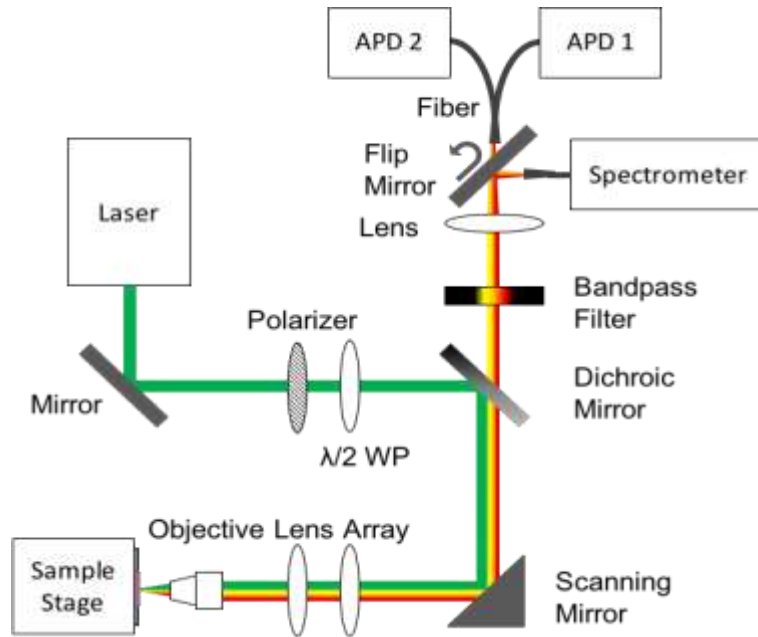 APD 2
APD 1
Fiber
Flip
Mirror
Spectrometer
Laser
Lens
Bandpass
Filter
Polarizer
Mirror
Dichroic
Mirror
λ/2 WP
Objective Lens Array
Sample
Stage
Scanning
Mirror